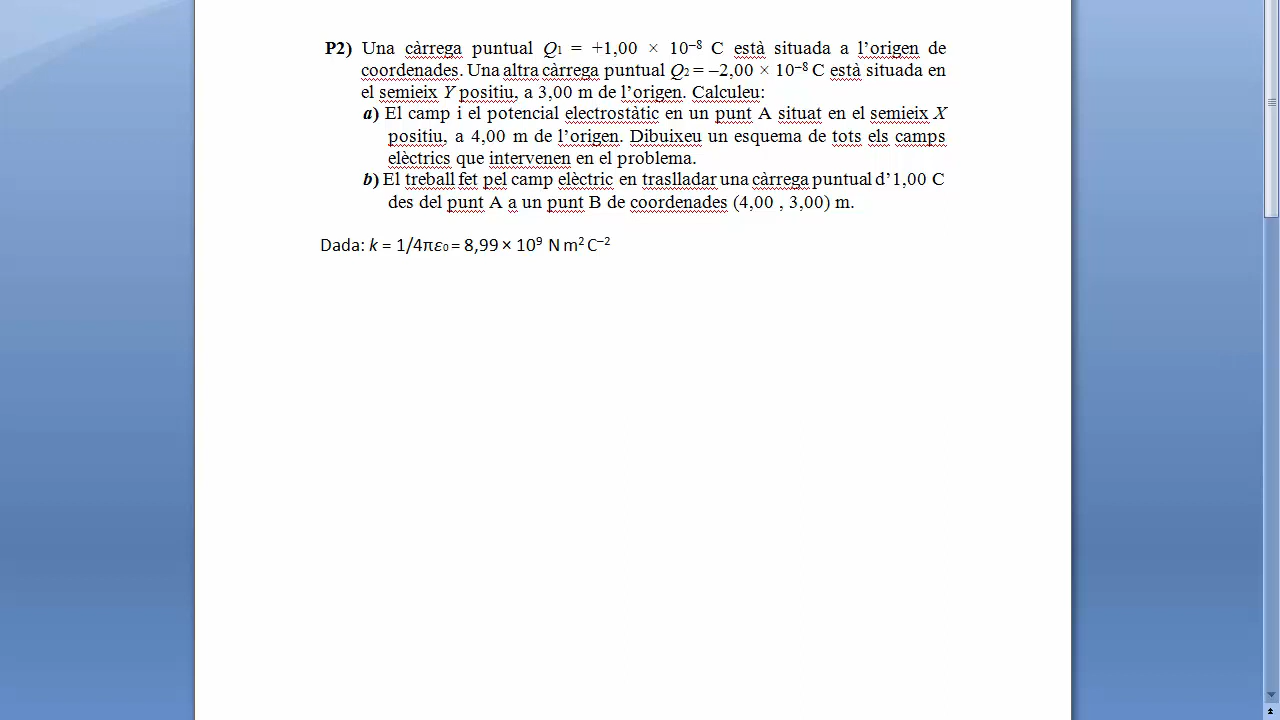 P2) Una càrrega puntual Q1 = +1,00 × 10⁻⁸ C està situada a l’origen de
coordenades. Una altra càrrega puntual Q2 = –2,00 × 10⁻⁸ C està situada en
el semieix Y positiu, a 3,00 m de l’origen. Calculeu:
a) El camp i el potencial electrostàtic en un punt A situat en el semieix X
positiu, a 4,00 m de l’origen. Dibuixeu un esquema de tots els camps
elèctrics que intervenen en el problema.
b) El treball fet pel camp elèctric en traslladar una càrrega puntual d’1,00 C
des del punt A a un punt B de coordenades (4,00 , 3,00) m.
Dada: k = 1/4πε0 = 8,99 × 10⁹ N m² C⁻²